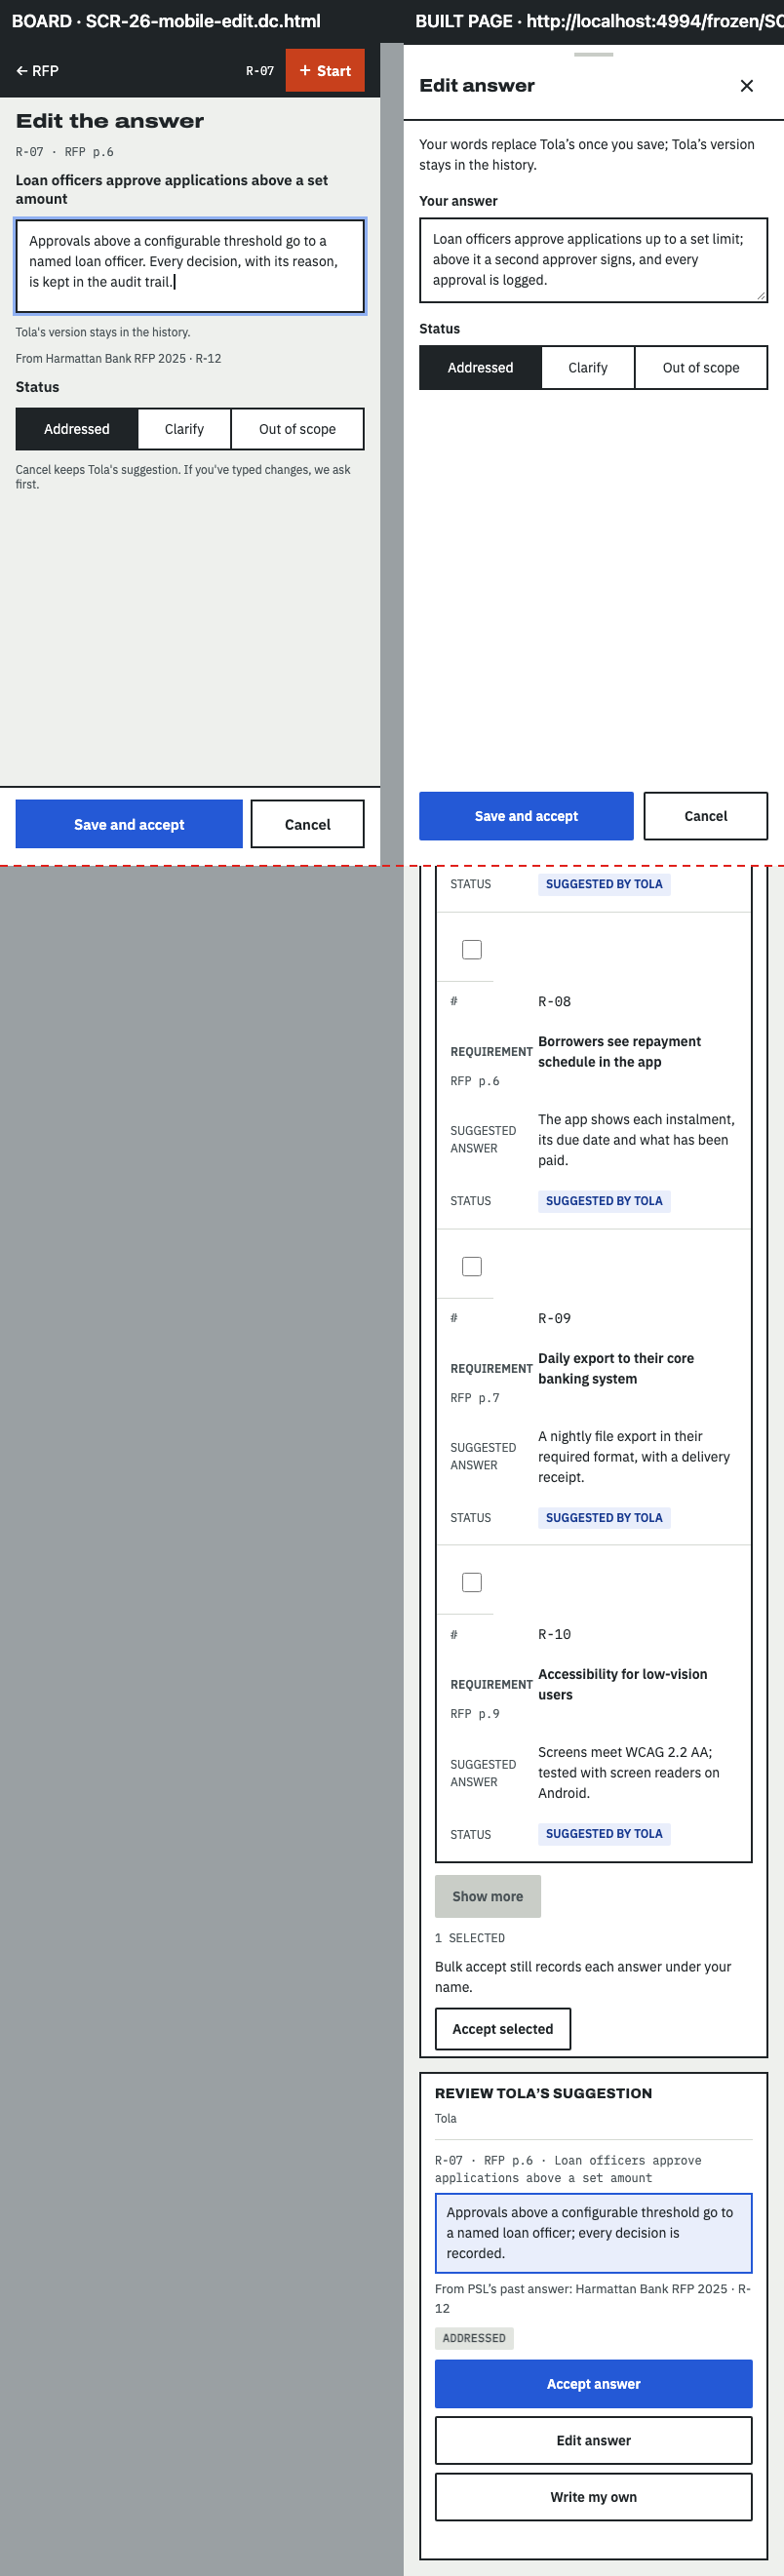 BOARD · SCR-26-mobile-edit.dc.html
← RFP
R-07
+ Start
Edit the answer
R-07 · RFP p.6
Loan officers approve applications above a set
amount
Approvals above a configurable threshold go to a
named loan officer. Every decision, with its reason,
is kept in the audit trail.
Tola's version stays in the history.
From Harmattan Bank RFP 2025 · R-12
Status
Addressed
Clarify
Out of scope
Cancel keeps Tola's suggestion. If you've typed changes, we ask
first.
Save and accept
Cancel
BUILT PAGE · http://localhost:4994/frozen/SC
Edit answer
Your words replace Tola’s once you save; Tola’s version
stays in the history.
Your answer
Loan officers approve applications up to a set limit;
above it a second approver signs, and every
approval is logged.
Status
Addressed
Clarify
Out of scope
Save and accept
Cancel
STATUS
SUGGESTED BY TOLA
#
R-08
REQUIREMENT
Borrowers see repayment
schedule in the app
RFP p.6
SUGGESTED
ANSWER
The app shows each instalment,
its due date and what has been
paid.
STATUS
SUGGESTED BY TOLA
#
R-09
REQUIREMENT
Daily export to their core
banking system
RFP p.7
SUGGESTED
ANSWER
A nightly file export in their
required format, with a delivery
receipt.
STATUS
SUGGESTED BY TOLA
#
R-10
REQUIREMENT
Accessibility for low-vision
users
RFP p.9
SUGGESTED
ANSWER
Screens meet WCAG 2.2 AA;
tested with screen readers on
Android.
STATUS
SUGGESTED BY TOLA
Show more
1 SELECTED
Bulk accept still records each answer under your
name.
Accept selected
REVIEW TOLA’S SUGGESTION
Tola
R-07 · RFP p.6 · Loan officers approve
applications above a set amount
Approvals above a configurable threshold go to
a named loan officer; every decision is
recorded.
From PSL’s past answer: Harmattan Bank RFP 2025 · R-
12
ADDRESSED
Accept answer
Edit answer
Write my own